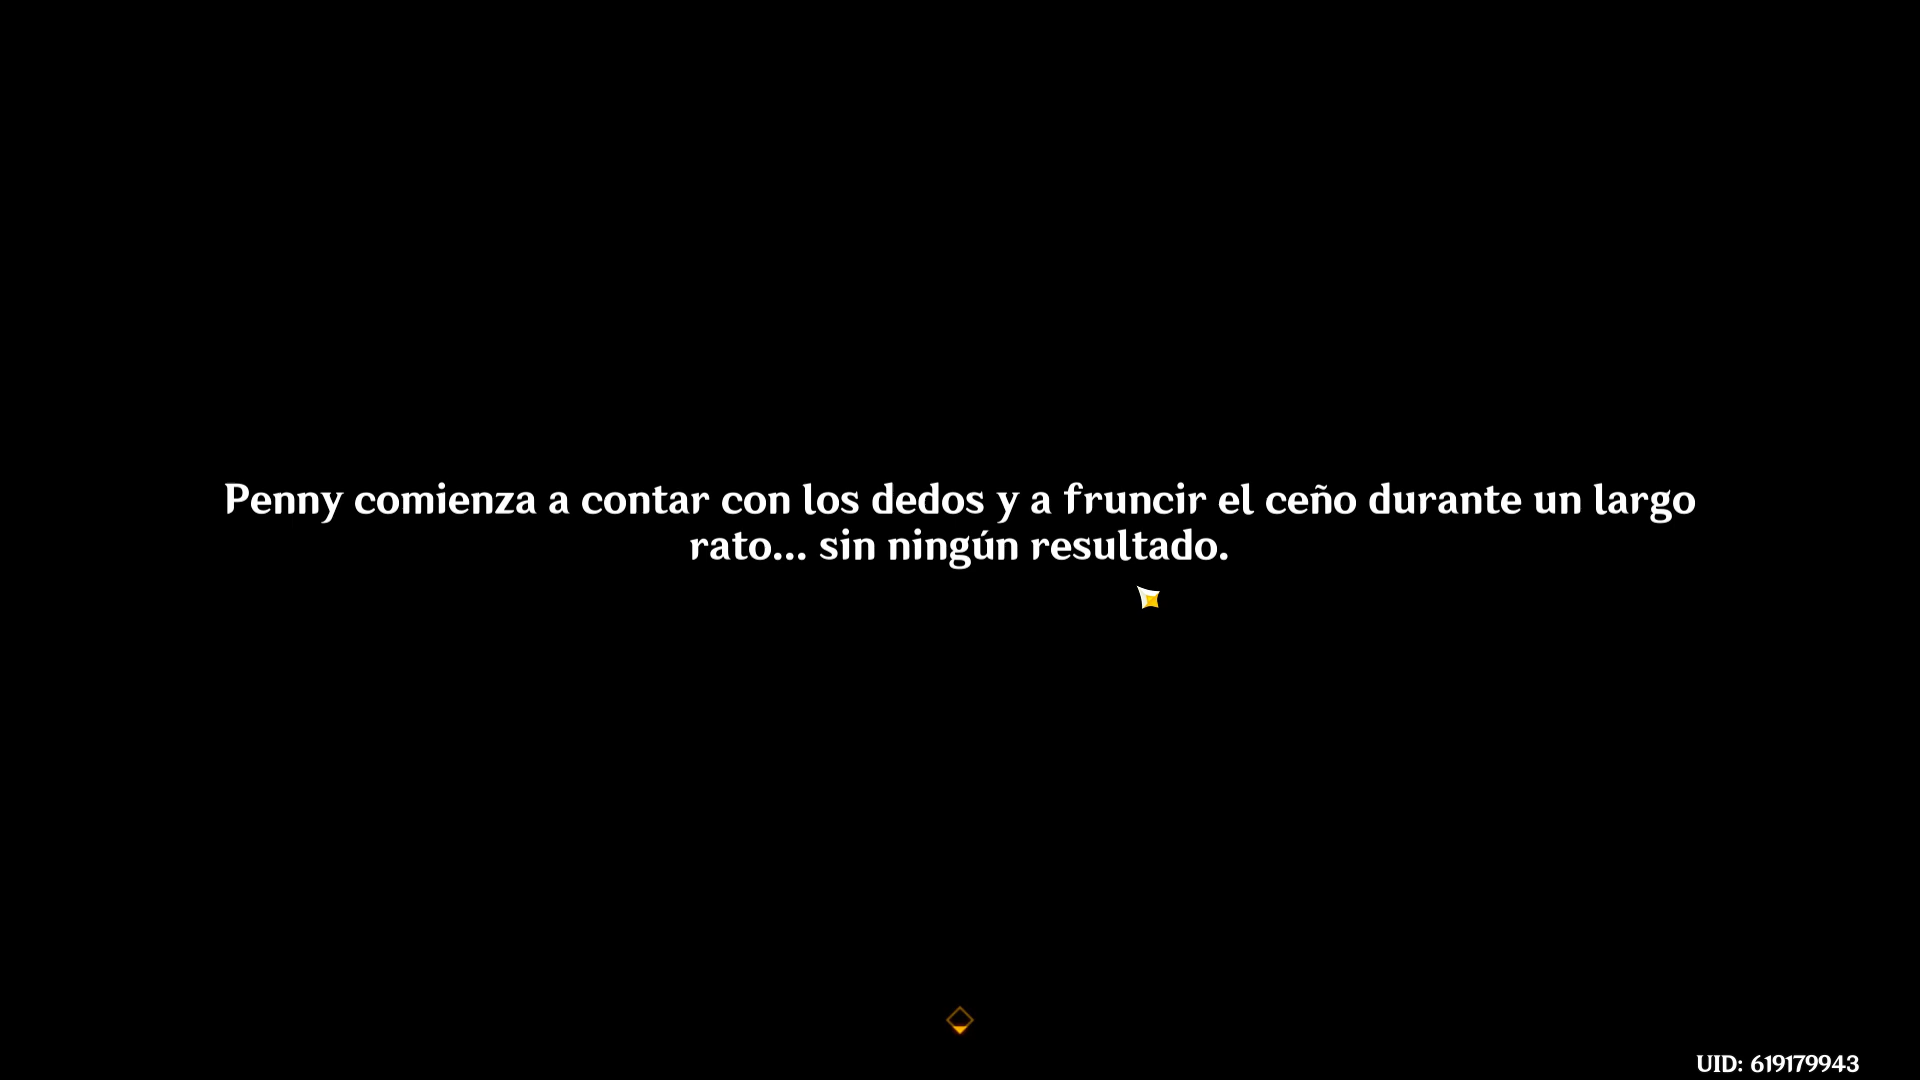 Penny comienza a contar con los dedos y a fruncir el ceño durante un largo
rato... sin ningún resultado.
UID: 619179943